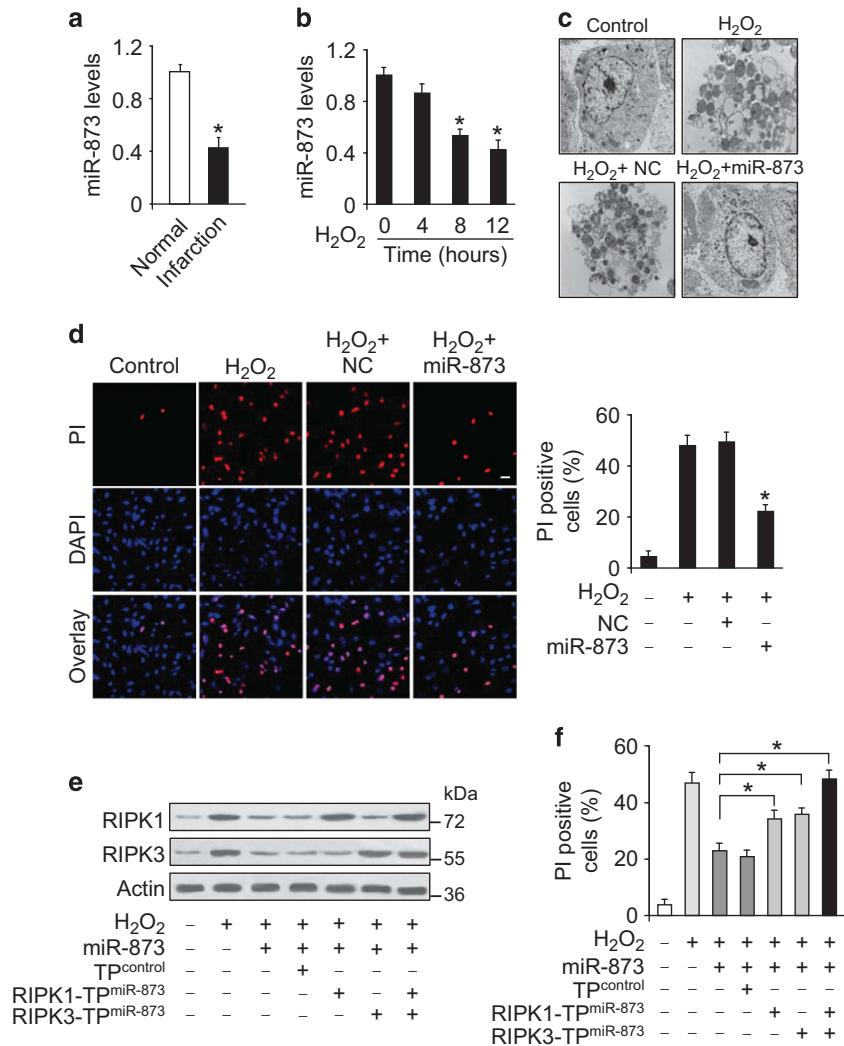 a
miR-873 levels
1.2
0.8
0.4
0
*
Normal
Infarction
b
miR-873 levels
1.2
0.8
0.4
0
* *
0 4 8 12
H₂O₂
Time (hours)
c
Control H₂O₂
H₂O₂+ NC H₂O₂+miR-873
d
Control H₂O₂ H₂O₂+ NC H₂O₂+ miR-873
PI
DAPI
Overlay
PI positive cells (%)
60
40
20
0
*
H₂O₂ – + + +
NC – – + –
miR-873 – – – +
e
kDa
RIPK1 72
RIPK3 55
Actin 36
H₂O₂ – + + + + + +
miR-873 – – + + + + +
TPcontrol – – – + – – –
RIPK1-TPmiR-873 – – – – + – +
RIPK3-TPmiR-873 – – – – – + +
f
PI positive cells (%)
60
40
20
0
*
*
*
H₂O₂ – + + + + + +
miR-873 – – + + + + +
TPcontrol – – – + – – –
RIPK1-TPmiR-873 – – – – + – +
RIPK3-TPmiR-873 – – – – – + +